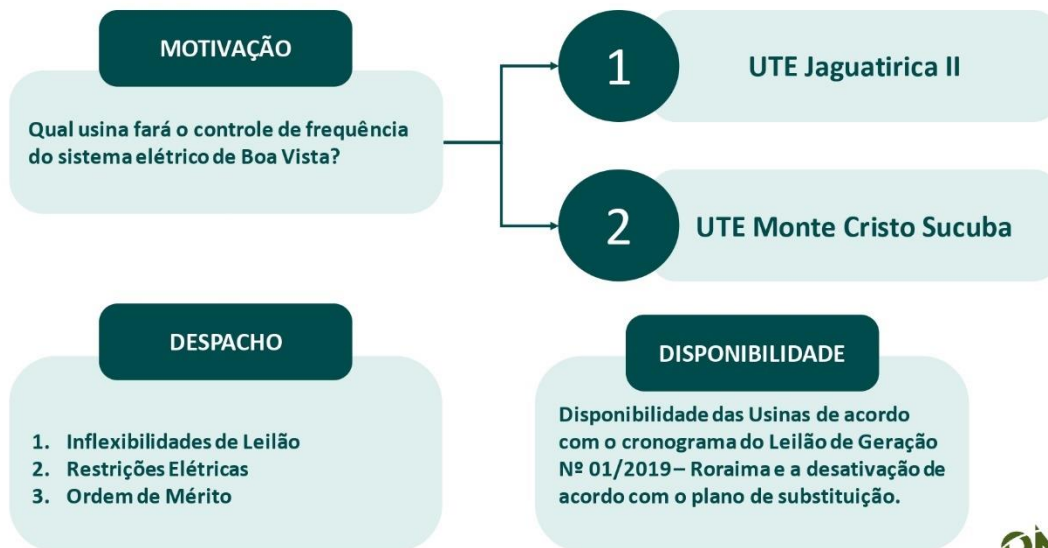 MOTIVAÇÃO
Qual usina fará o controle de frequência
do sistema elétrico de Boa Vista?
1
UTE Jaguatirica II
2
UTE Monte Cristo Sucuba
DESPACHO
1. Inflexibilidades de Leilão
2. Restrições Elétricas
3. Ordem de Mérito
DISPONIBILIDADE
Disponibilidade das Usinas de acordo
com o cronograma do Leilão de Geração
Nº 01/2019 – Roraima e a desativação de
acordo com o plano de substituição.